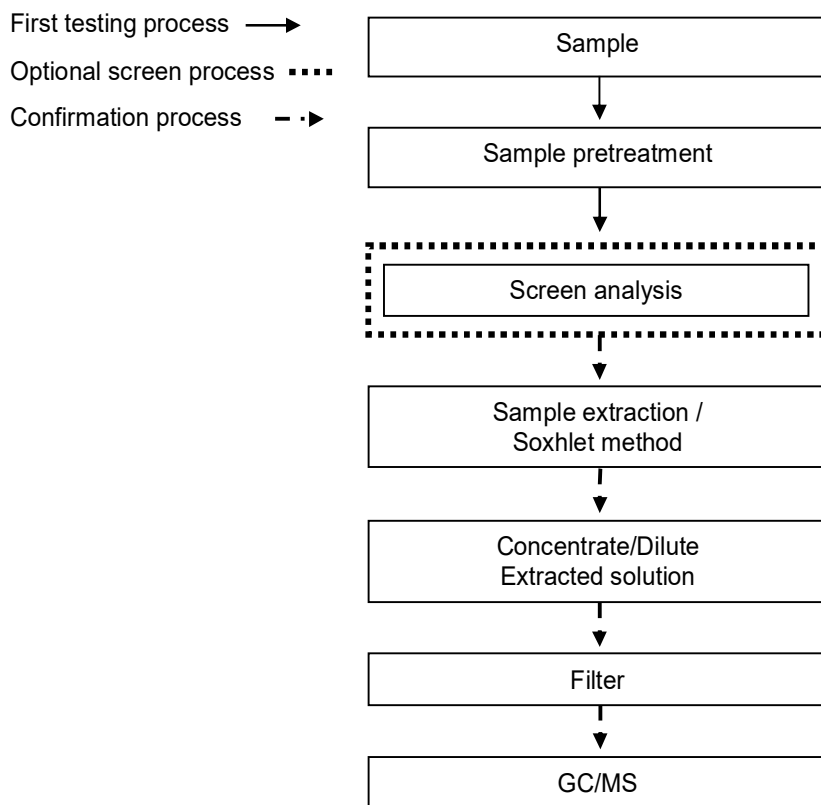 First testing process
Optional screen process
Confirmation process
Sample
Sample pretreatment
Screen analysis
Sample extraction /
Soxhlet method
Concentrate/Dilute
Extracted solution
Filter
GC/MS